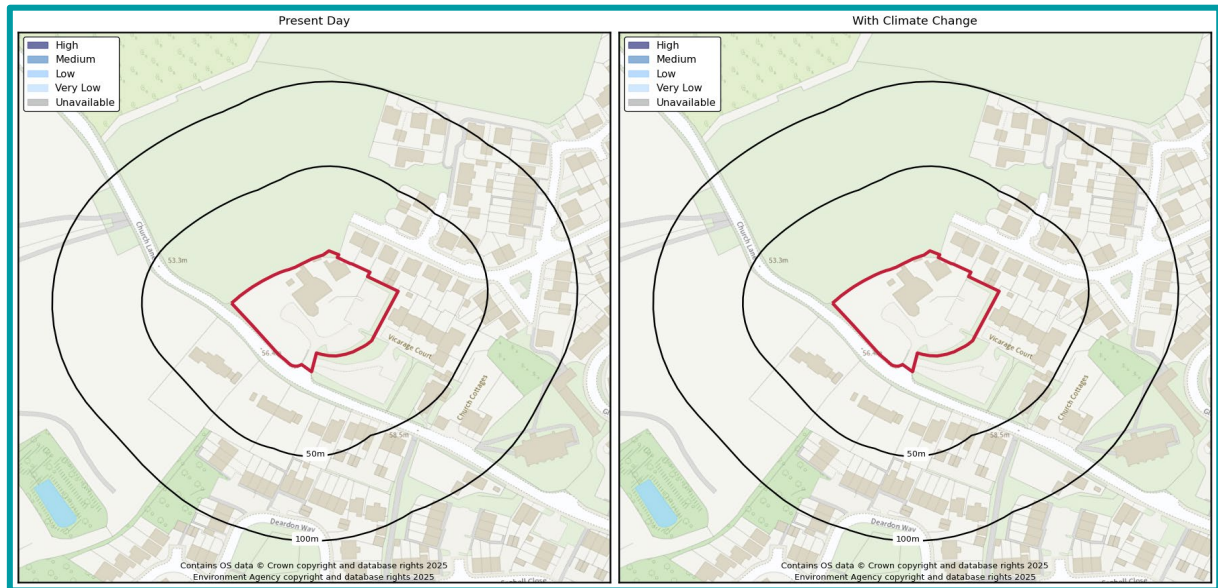 Present Day
High
Medium
Low
Very Low
Unavailable
Church Lane
53.3m
Vicarage Court
Church Cottages
58.5m
50m
Deardon Way
100m
Contains OS data © Crown copyright and database rights 2025
Environment Agency copyright and database rights 2025
With Climate Change
High
Medium
Low
Very Low
Unavailable
Church Lane
53.3m
Vicarage Court
Church Cottages
58.5m
50m
Deardon Way
100m
Contains OS data © Crown copyright and database rights 2025
Environment Agency copyright and database rights 2025